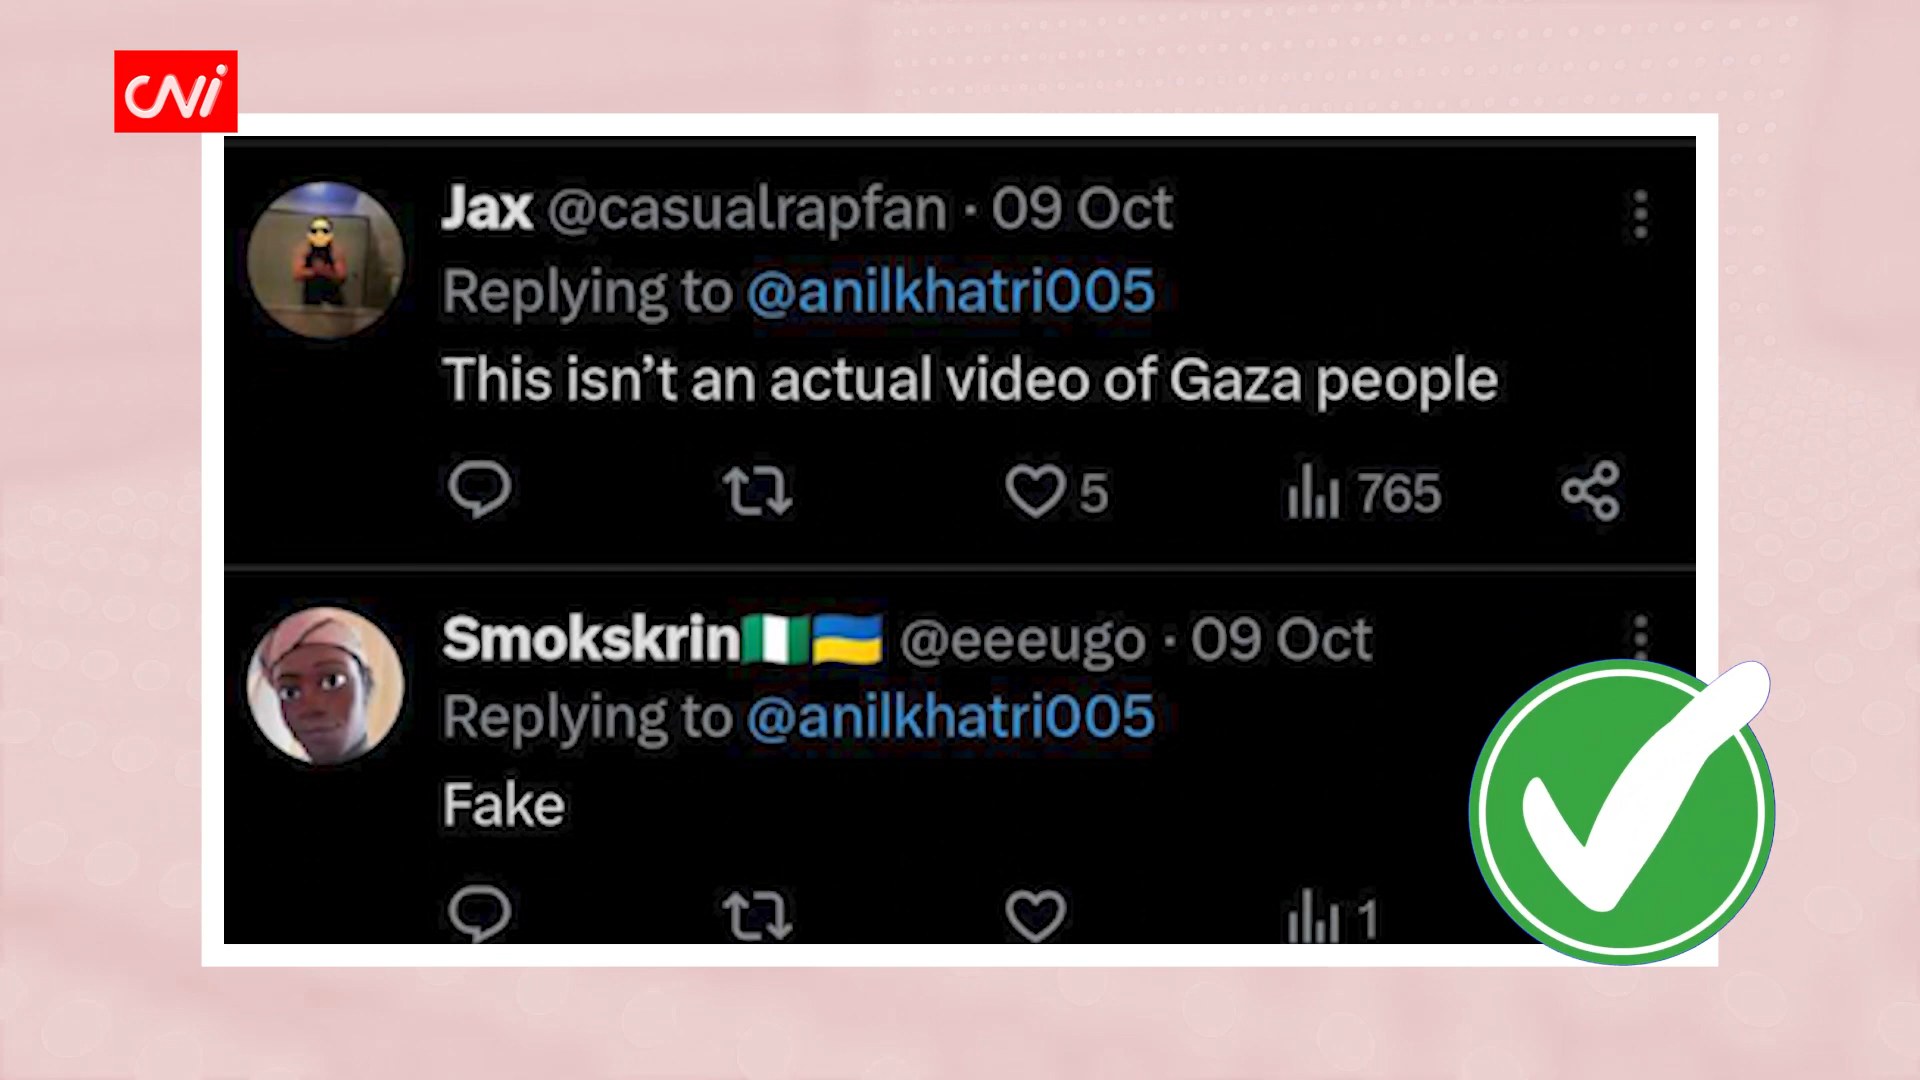 CNi
Jax @casualrapfan · 09 Oct
Replying to @anilkhatri005
This isn’t an actual video of Gaza people
5 765
Smokskrin🇳🇬🇺🇦 @eeeugo · 09 Oct
Replying to @anilkhatri005
Fake
1